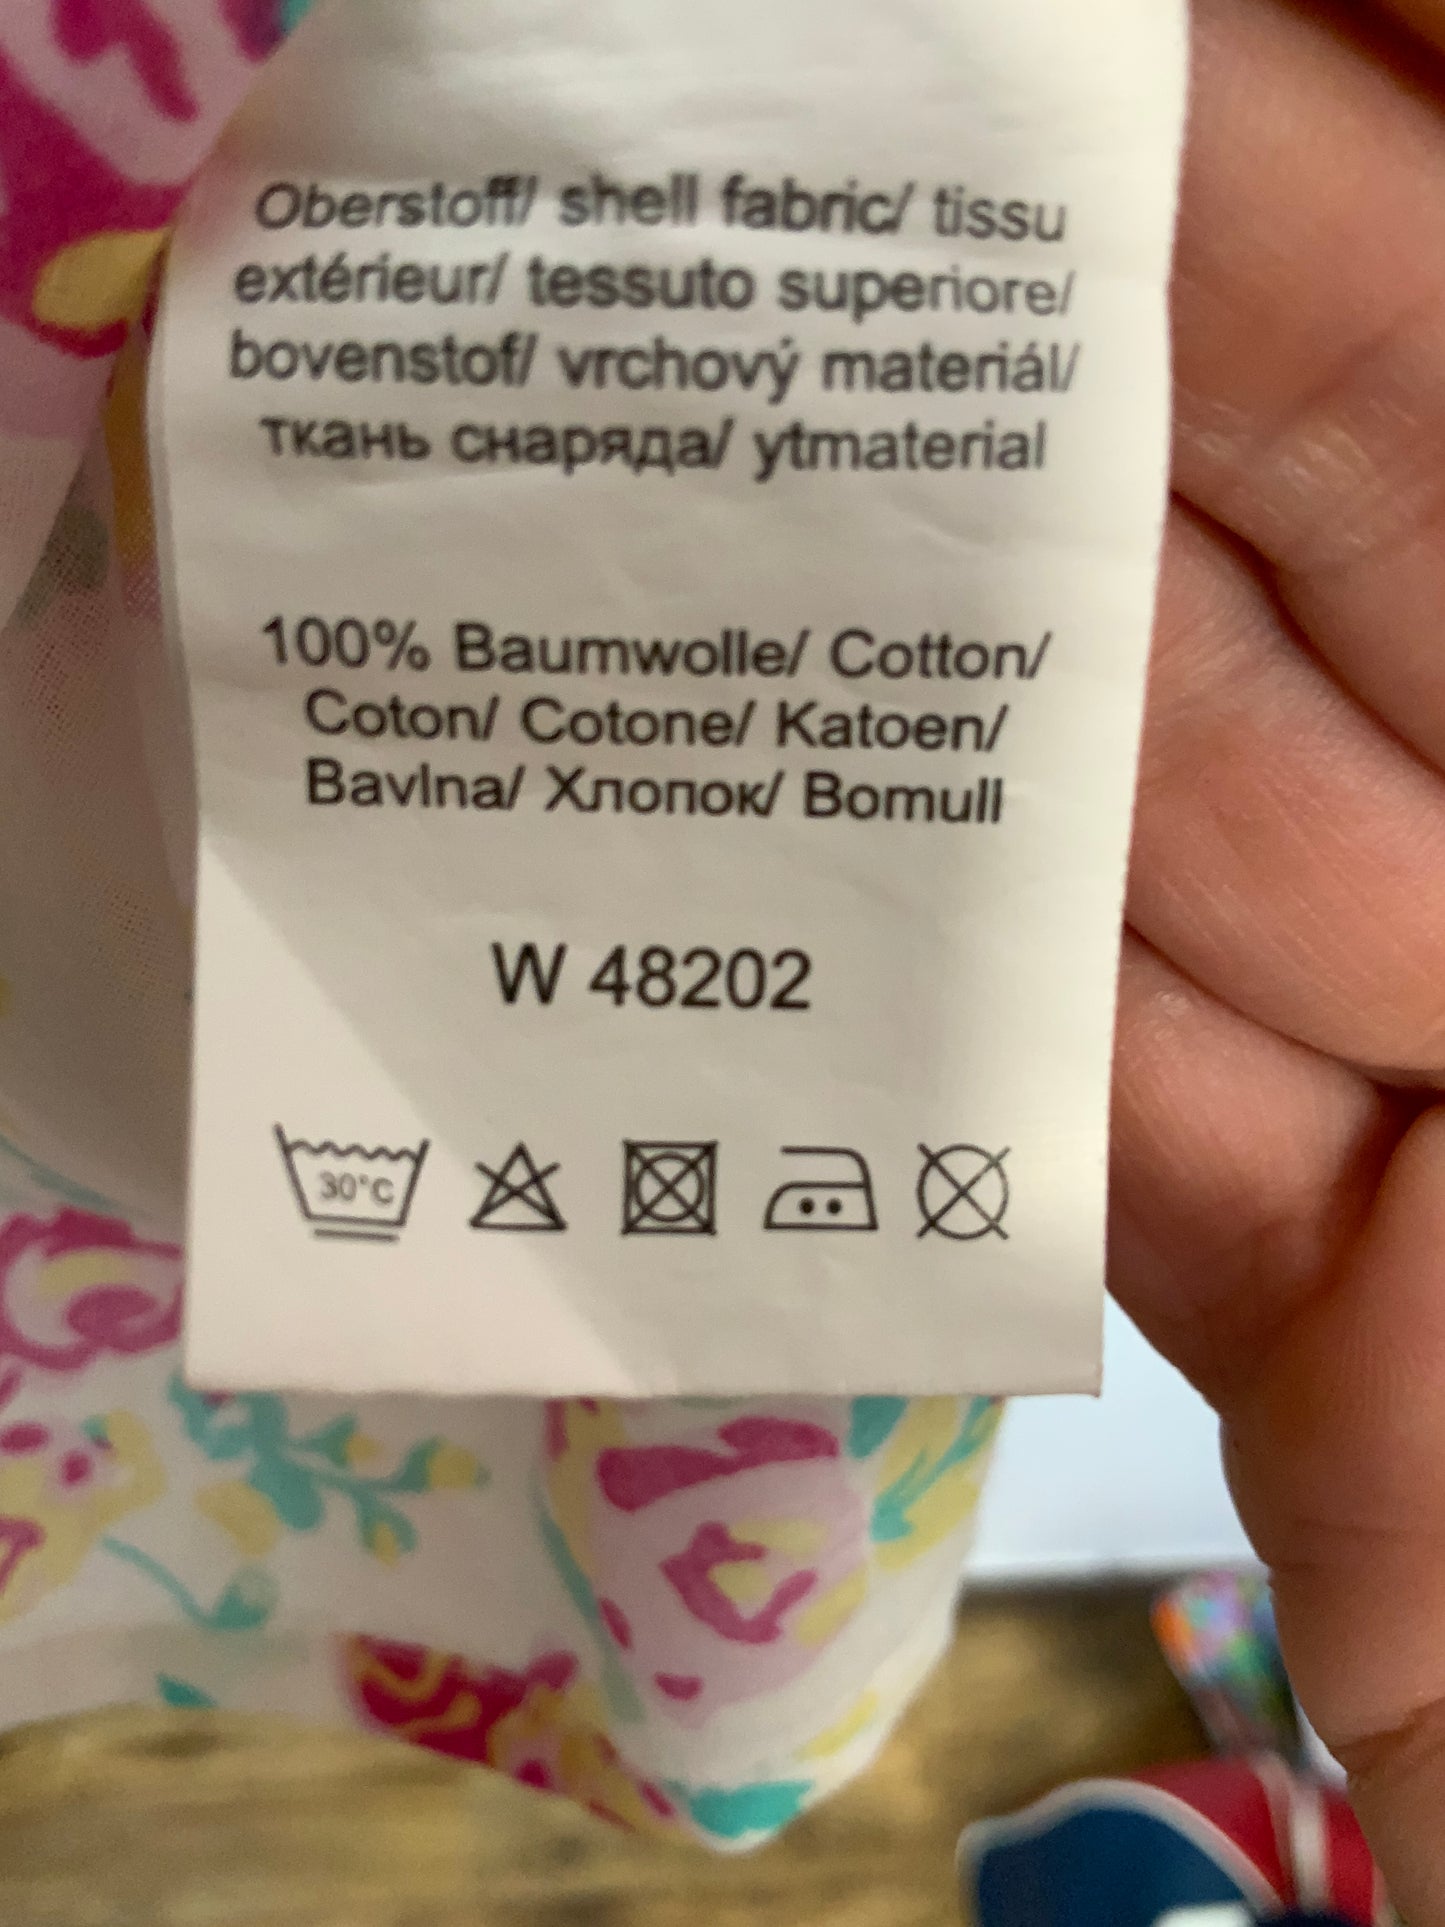 Oberstoff/ shell fabric/ tissu
extérieur/ tessuto superiore/
bovenstof/ vrchový materiál/
ткань снаряда/ ytmaterial
100% Baumwolle/ Cotton/
Coton/ Cotone/ Katoen/
Bavlna/ Хлопок/ Bomull
W 48202
30°C